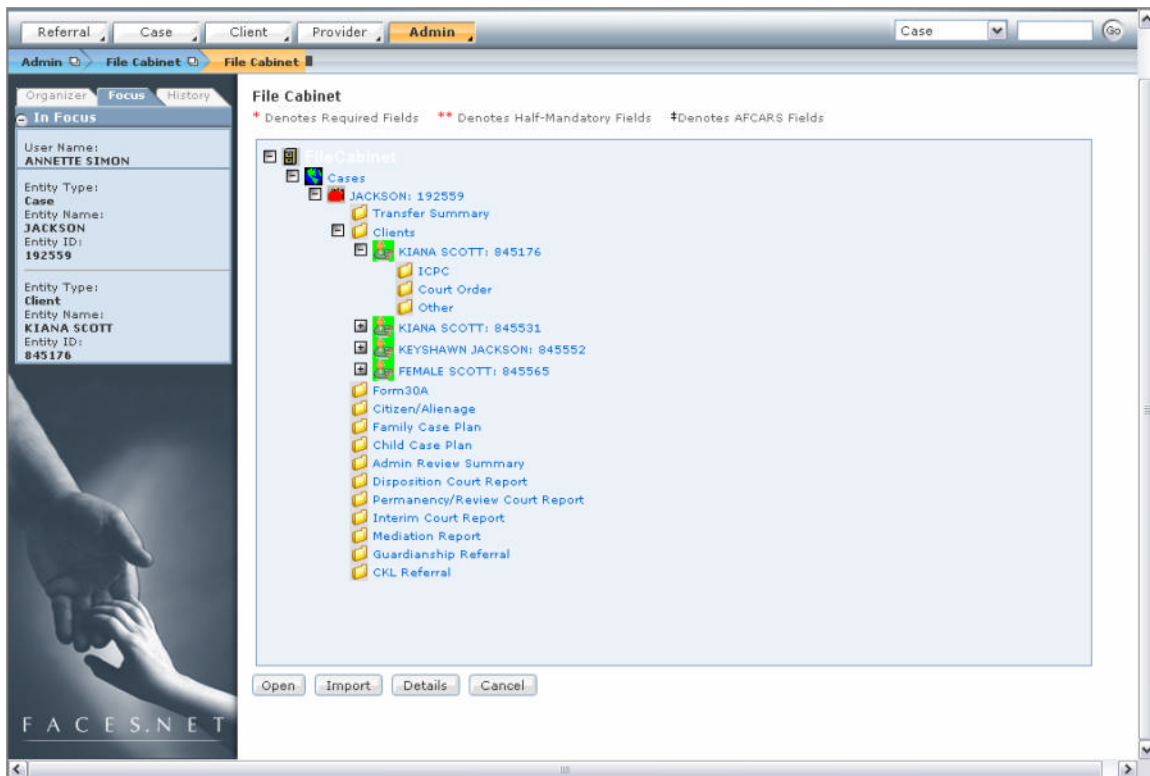 Referral Case Client Provider Admin Case Go
Admin File Cabinet File Cabinet
Organizer Focus History
In Focus
User Name:
ANNETTE SIMON
Entity Type:
Case
Entity Name:
JACKSON
Entity ID:
192559
Entity Type:
Client
Entity Name:
KIANA SCOTT
Entity ID:
845176
FACES.NET
File Cabinet
* Denotes Required Fields ** Denotes Half-Mandatory Fields ‡Denotes AFCARS Fields
FileCabinet
Cases
JACKSON: 192559
Transfer Summary
Clients
KIANA SCOTT: 845176
ICPC
Court Order
Other
KIANA SCOTT: 845531
KEYSHAWN JACKSON: 845552
FEMALE SCOTT: 845565
Form30A
Citizen/Alienage
Family Case Plan
Child Case Plan
Admin Review Summary
Disposition Court Report
Permanency/Review Court Report
Interim Court Report
Mediation Report
Guardianship Referral
CKL Referral
Open Import Details Cancel